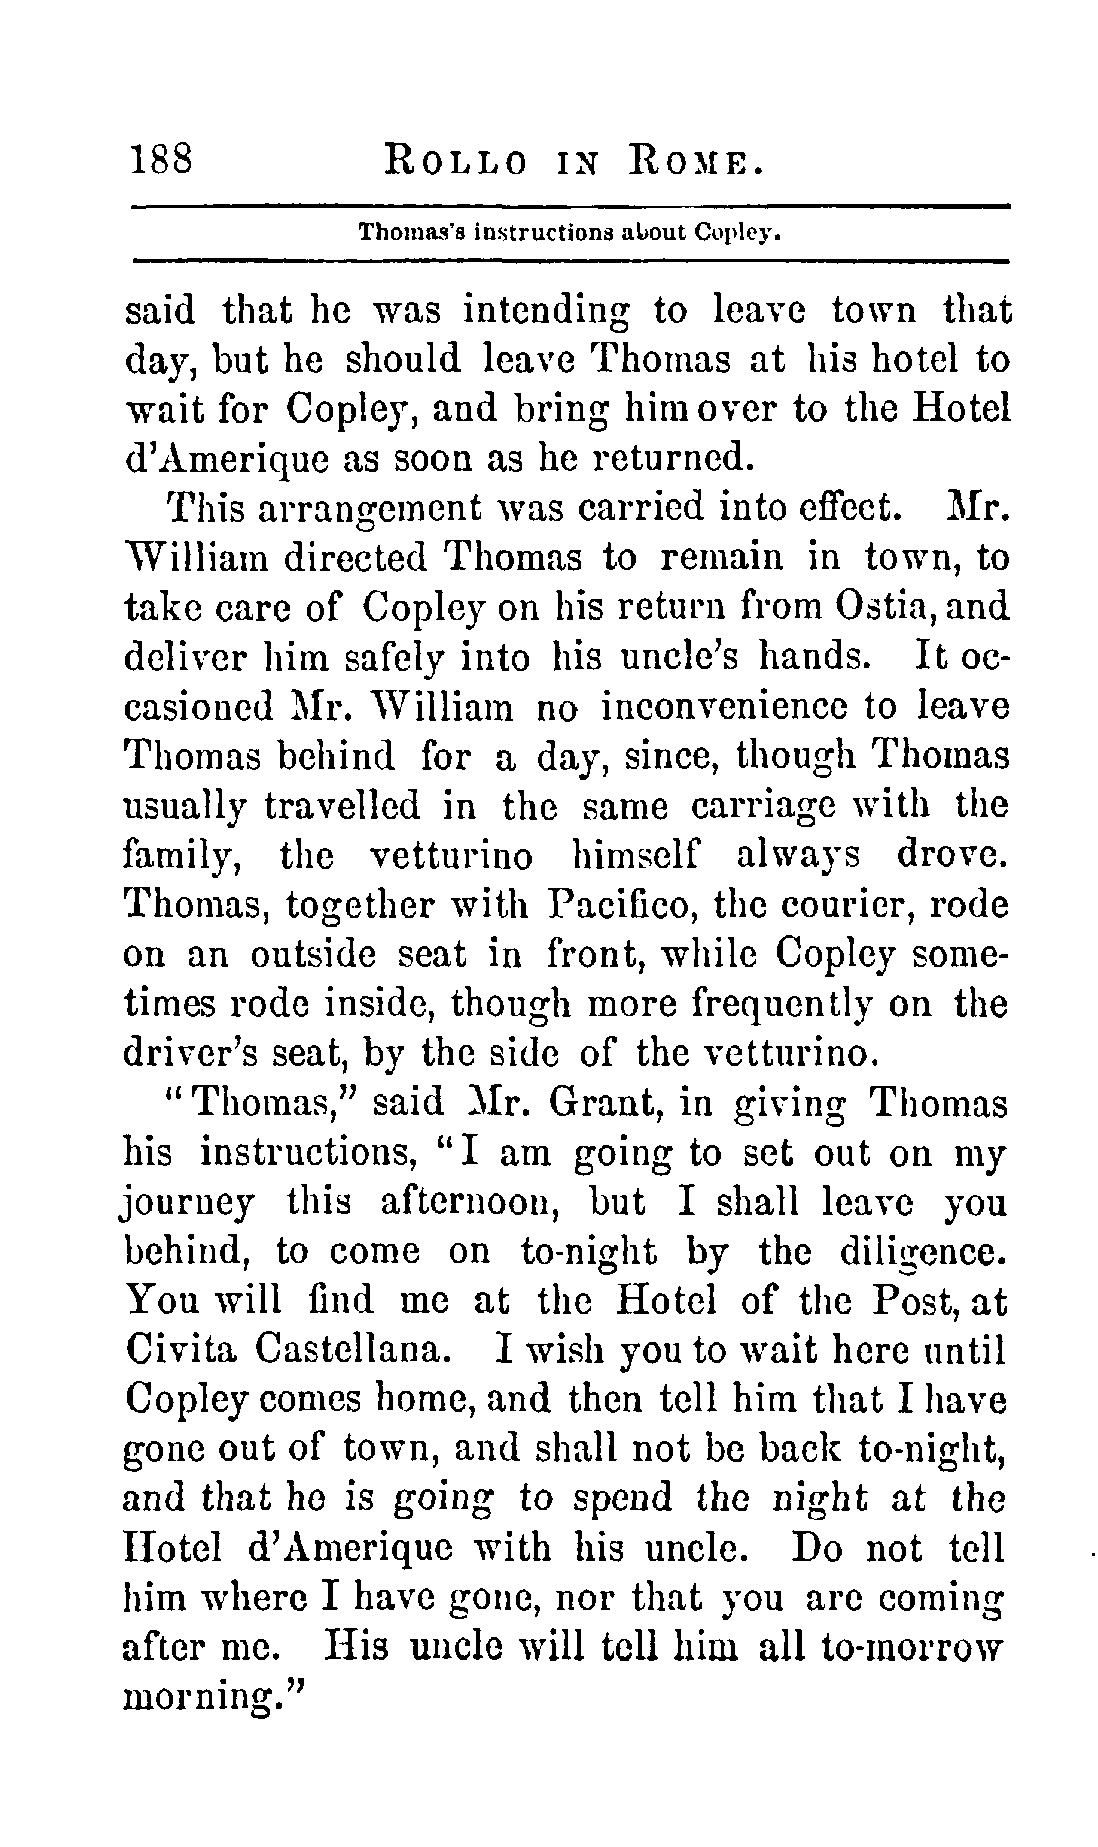 188 ROLLO IN ROME.
Thomas's instructions about Copley.
said that he was intending to leave town that
day, but he should leave Thomas at his hotel to
wait for Copley, and bring him over to the Hotel
d'Amerique as soon as he returned.
This arrangement was carried into effect. Mr.
William directed Thomas to remain in town, to
take care of Copley on his return from Ostia, and
deliver him safely into his uncle's hands. It oc-
casioned Mr. William no inconvenience to leave
Thomas behind for a day, since, though Thomas
usually travelled in the same carriage with the
family, the vetturino himself always drove.
Thomas, together with Pacifico, the courier, rode
on an outside seat in front, while Copley some-
times rode inside, though more frequently on the
driver's seat, by the side of the vetturino.
"Thomas," said Mr. Grant, in giving Thomas
his instructions, "I am going to set out on my
journey this afternoon, but I shall leave you
behind, to come on to-night by the diligence.
You will find me at the Hotel of the Post, at
Civita Castellana. I wish you to wait here until
Copley comes home, and then tell him that I have
gone out of town, and shall not be back to-night,
and that he is going to spend the night at the
Hotel d'Amerique with his uncle. Do not tell
him where I have gone, nor that you are coming
after me. His uncle will tell him all to-morrow
morning."